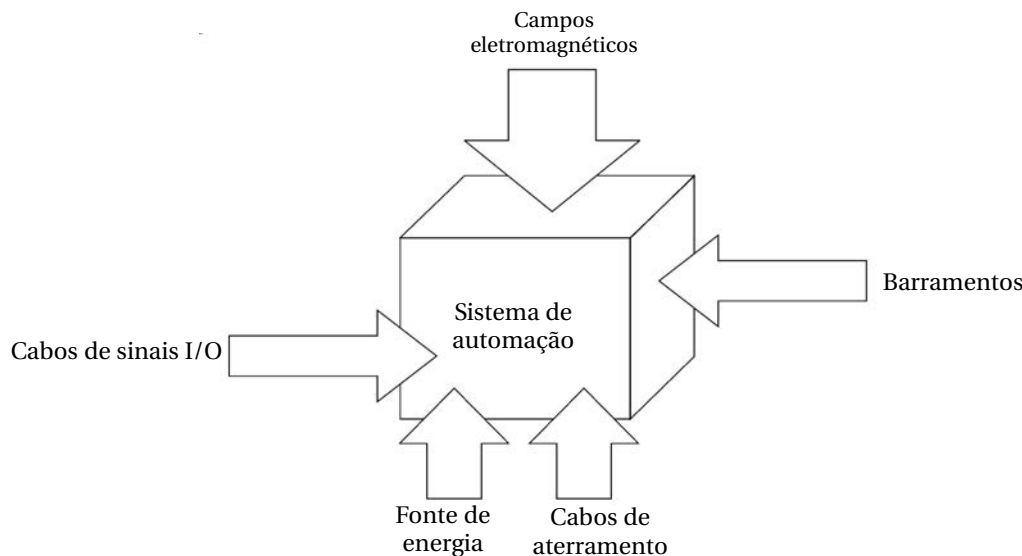 Campos
eletromagnéticos
Barramentos
Sistema de
automação
Cabos de sinais I/O
Fonte de
energia
Cabos de
aterramento